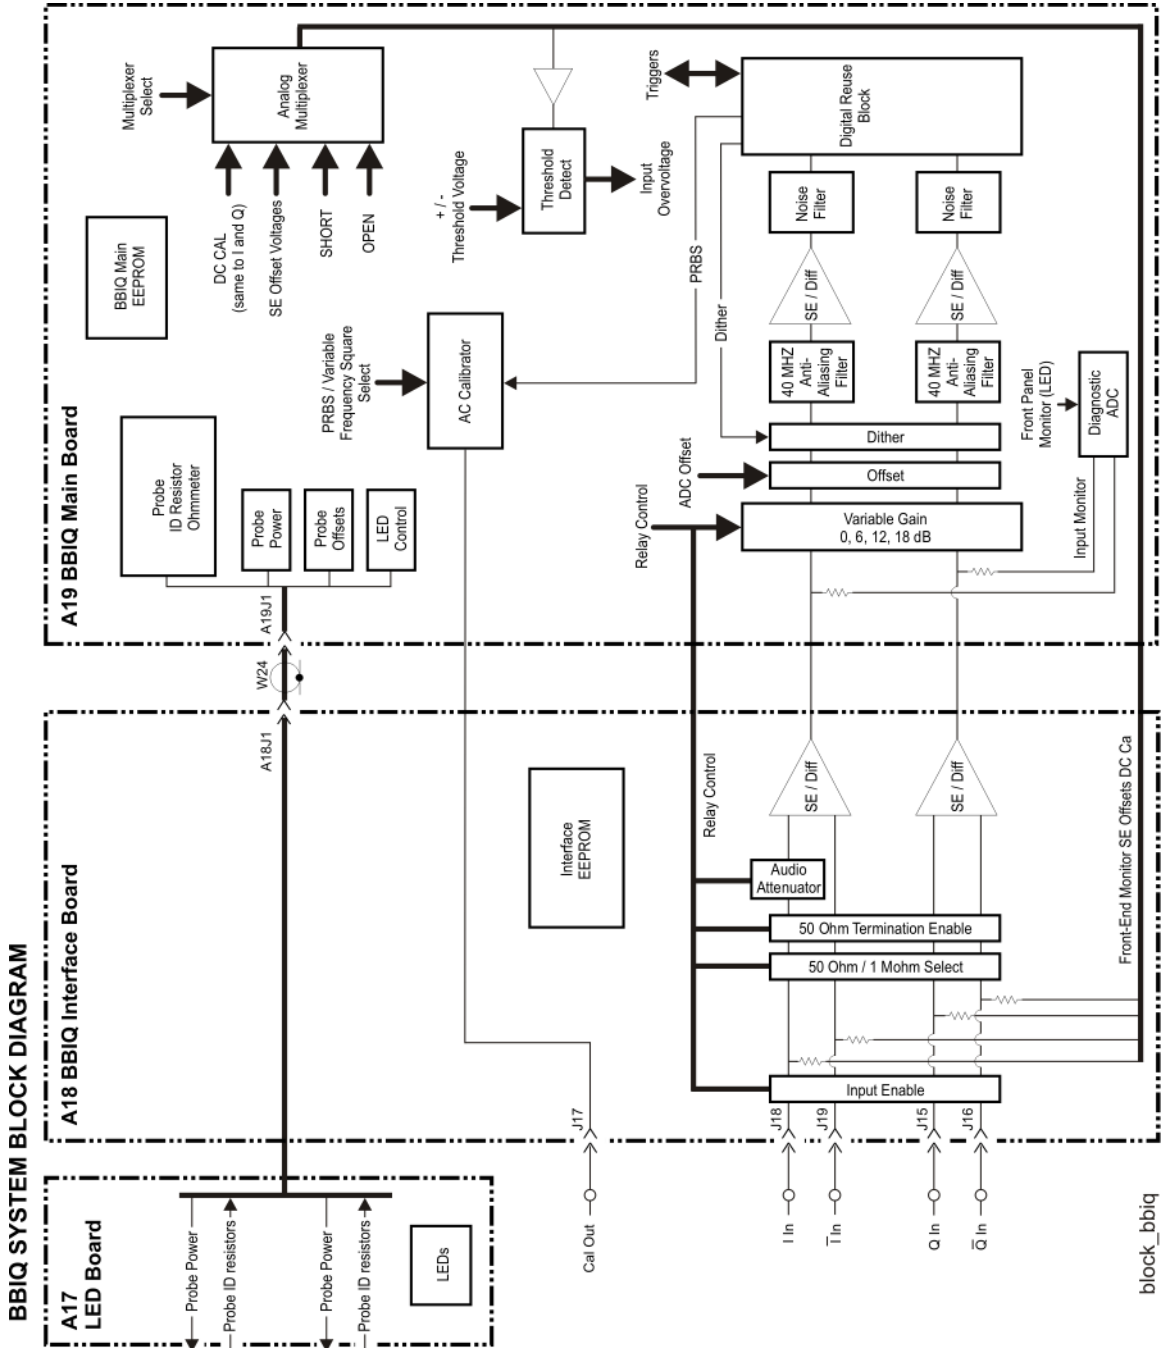 BBIQ SYSTEM BLOCK DIAGRAM
A17
LED Board
Probe Power
Probe ID resistors
Probe Power
Probe ID resistors
LEDs
A18 BBIQ Interface Board
A18J1
W24
A19J1
Interface
EEPROM
Cal Out
J17
I In
J18
I̅ In
J19
Q In
J15
Q̅ In
J16
Input Enable
50 Ohm / 1 Mohm Select
50 Ohm Termination Enable
Audio
Attenuator
Relay Control
SE / Diff
SE / Diff
Front-End Monitor SE Offsets DC Ca
A19 BBIQ Main Board
Probe
ID Resistor
Ohmmeter
Probe
Power
Probe
Offsets
LED
Control
BBIQ Main
EEPROM
Multiplexer
Select
Analog
Multiplexer
DC CAL
(same to I and Q)
SE Offset Voltages
SHORT
OPEN
PRBS / Variable
Frequency Square
Select
AC Calibrator
+ / -
Threshold Voltage
Threshold
Detect
Input
Overvoltage
Triggers
Digital Reuse
Block
PRBS
Dither
Noise
Filter
Noise
Filter
SE / Diff
SE / Diff
40 MHZ
Anti-
Aliasing
Filter
40 MHZ
Anti-
Aliasing
Filter
Dither
ADC Offset
Offset
Relay Control
Variable Gain
0, 6, 12, 18 dB
Front Panel
Monitor (LED)
Diagnostic
ADC
Input Monitor
block_bbiq